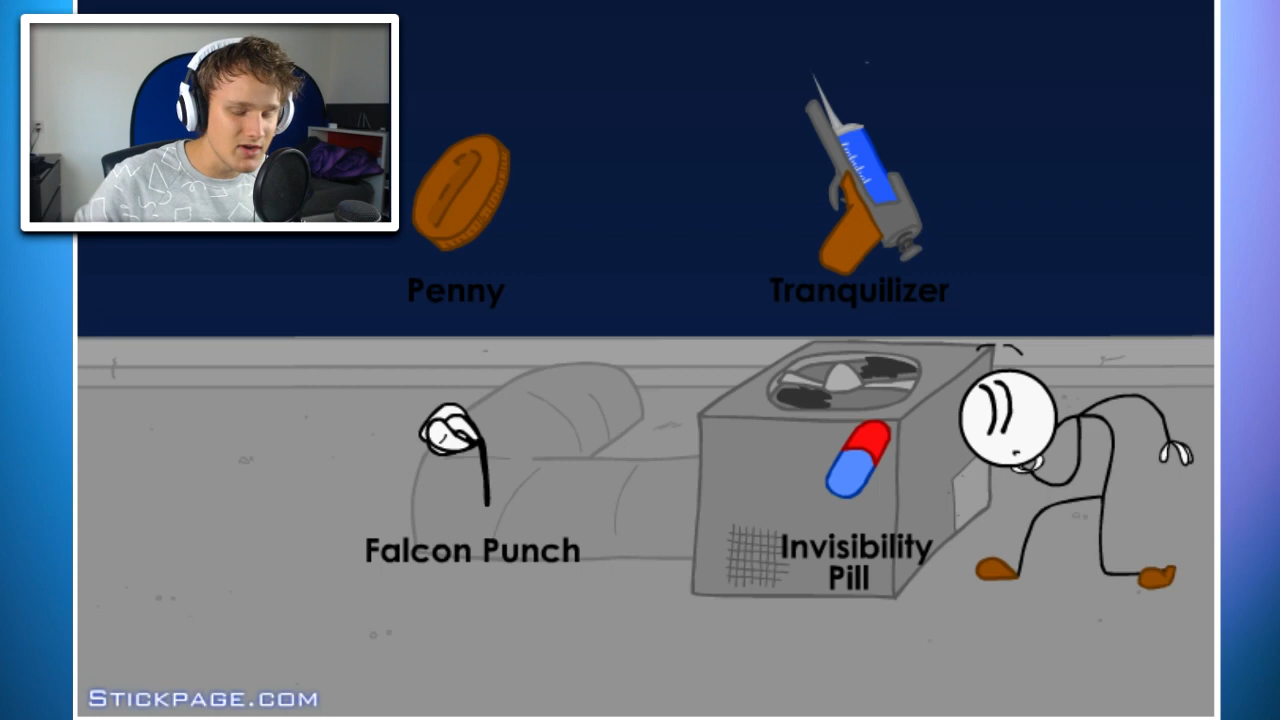 Penny
Tranquilizer
Falcon Punch
Invisibility
Pill
STICKPAGE.COM